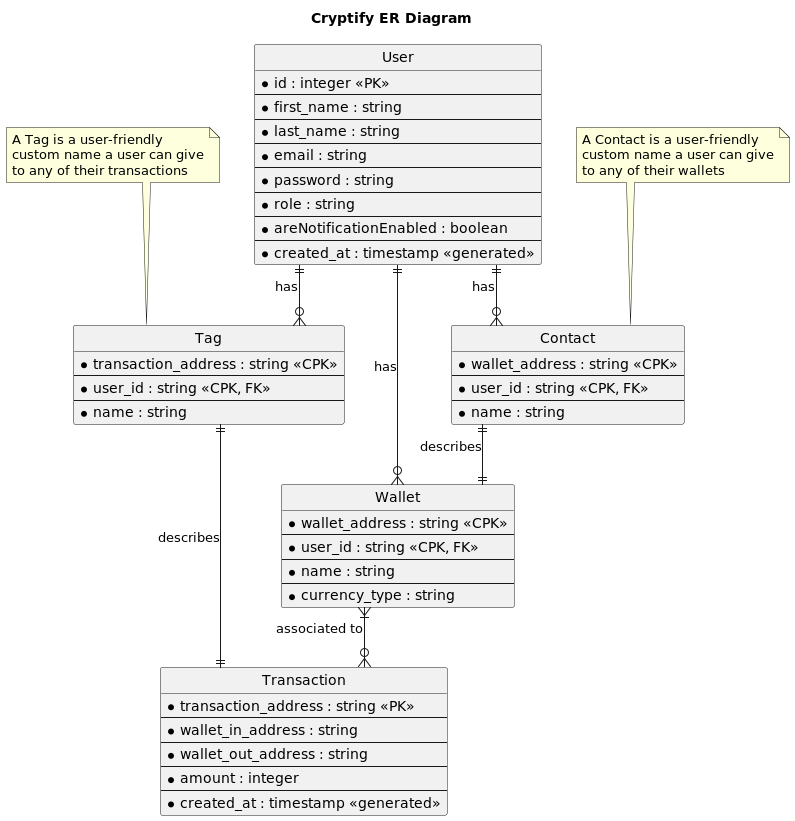 Cryptify ER Diagram
User
id : integer «PK»
first_name : string
last_name : string
email : string
password : string
role : string
areNotificationEnabled : boolean
created_at : timestamp «generated»
A Tag is a user-friendly
custom name a user can give
to any of their transactions
A Contact is a user-friendly
custom name a user can give
to any of their wallets
has
has
has
Tag
transaction_address : string «CPK»
user_id : string «CPK, FK»
name : string
Contact
wallet_address : string «CPK»
user_id : string «CPK, FK»
name : string
describes
describes
Wallet
wallet_address : string «CPK»
user_id : string «CPK, FK»
name : string
currency_type : string
associated to
Transaction
transaction_address : string «PK»
wallet_in_address : string
wallet_out_address : string
amount : integer
created_at : timestamp «generated»